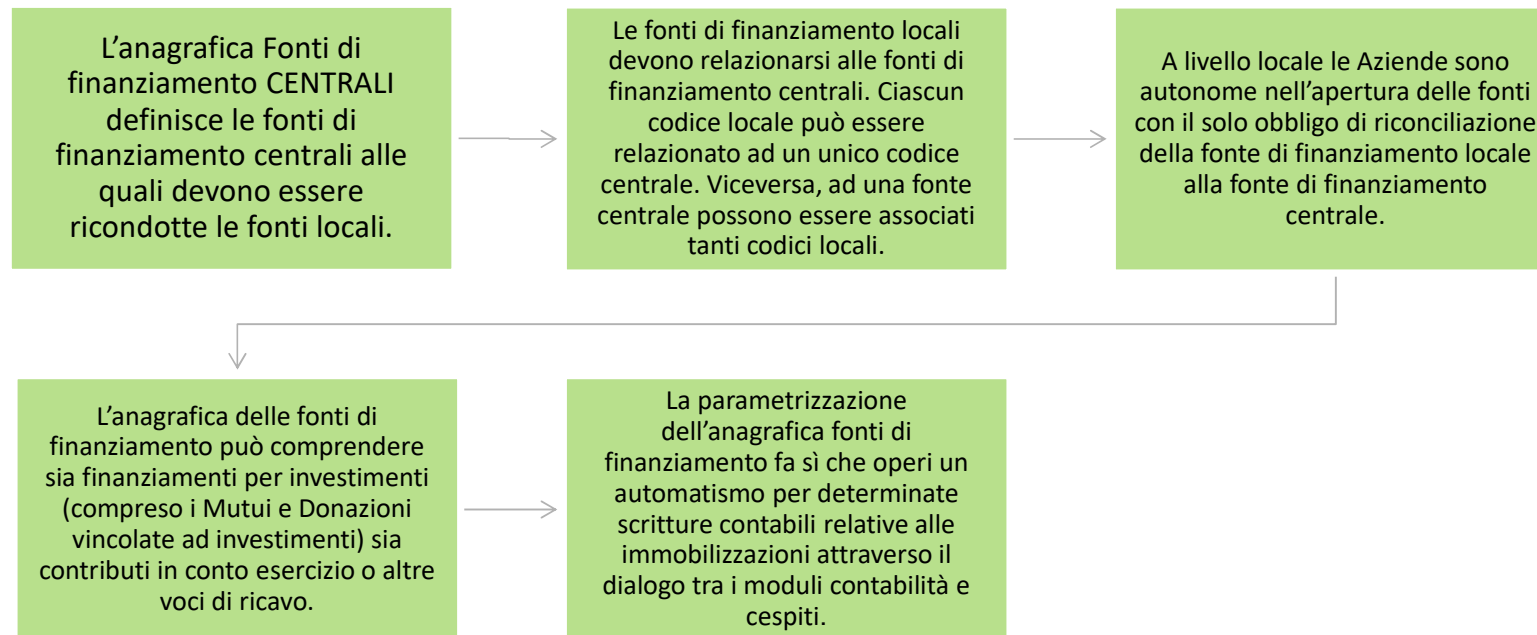 L’anagrafica Fonti di
finanziamento CENTRALI
definisce le fonti di
finanziamento centrali alle
quali devono essere
ricondotte le fonti locali.
Le fonti di finanziamento locali
devono relazionarsi alle fonti di
finanziamento centrali. Ciascun
codice locale può essere
relazionato ad un unico codice
centrale. Viceversa, ad una fonte
centrale possono essere associati
tanti codici locali.
A livello locale le Aziende sono
autonome nell’apertura delle fonti
con il solo obbligo di riconciliazione
della fonte di finanziamento locale
alla fonte di finanziamento
centrale.
L’anagrafica delle fonti di
finanziamento può comprendere
sia finanziamenti per investimenti
(compreso i Mutui e Donazioni
vincolate ad investimenti) sia
contributi in conto esercizio o altre
voci di ricavo.
La parametrizzazione
dell’anagrafica fonti di
finanziamento fa sì che operi un
automatismo per determinate
scritture contabili relative alle
immobilizzazioni attraverso il
dialogo tra i moduli contabilità e
cespiti.